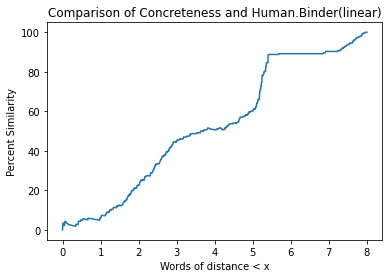 Comparison of Concreteness and Human.Binder(linear)
100
80
60
40
20
0
Percent Similarity
0 1 2 3 4 5 6 7 8
Words of distance < x